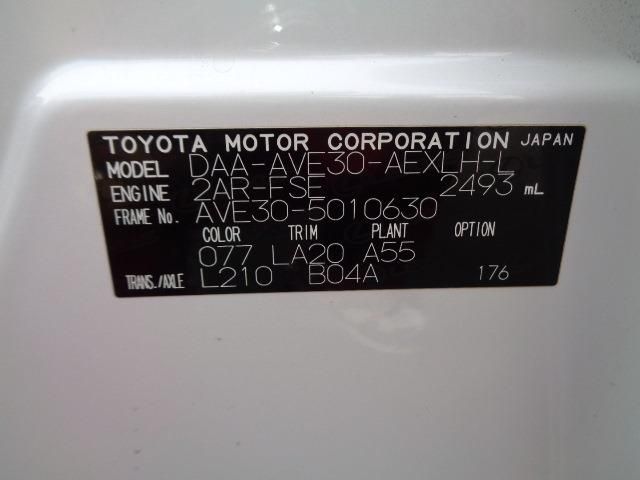 TOYOTA MOTOR CORPORATION JAPAN
MODEL DAA-AVE30-AEXLH-L
ENGINE 2AR-FSE 2493 mL
FRAME No. AVE30-5010630
COLOR TRIM PLANT OPTION
077 LA20 A55
TRANS./AXLE L210 B04A 176